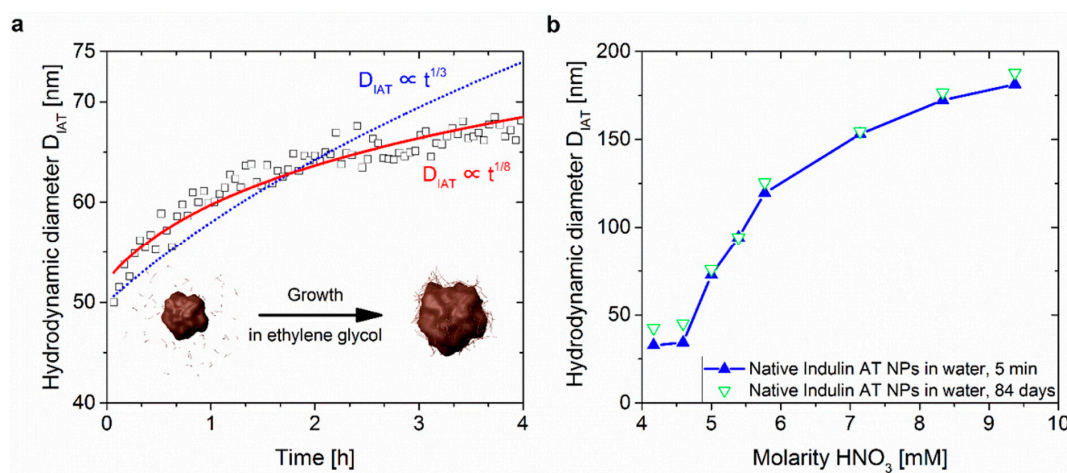 a
Hydrodynamic diameter D_IAT [nm]
75
70
60
50
40
D_IAT ∝ t^1/3
D_IAT ∝ t^1/8
Growth
in ethylene glycol
0
1
2
3
4
Time [h]
b
Hydrodynamic diameter D_IAT [nm]
200
150
100
50
0
Native Indulin AT NPs in water, 5 min
Native Indulin AT NPs in water, 84 days
4
5
6
7
8
9
10
Molarity HNO₃ [mM]